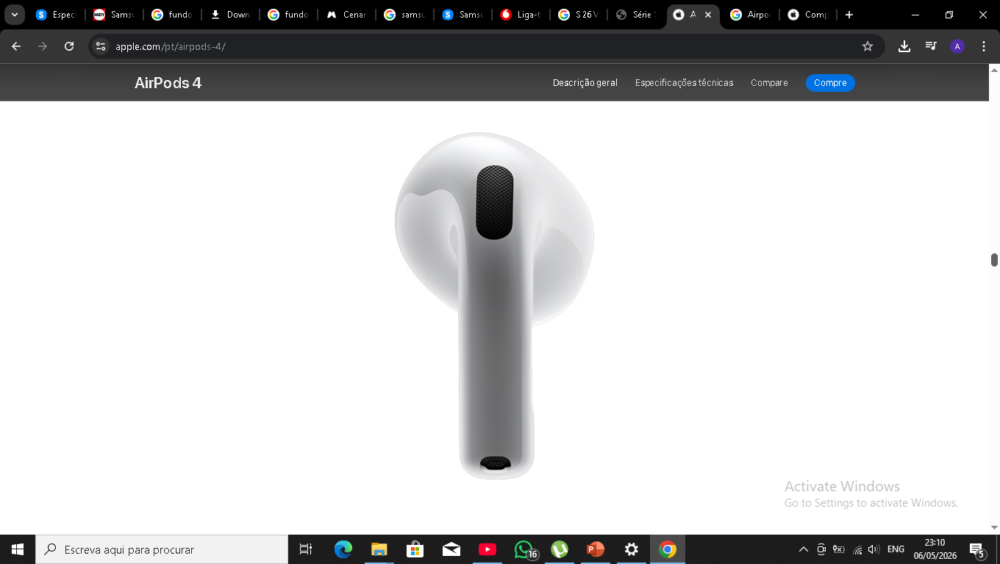 Especi
Samsu
fundo
Down
fundo
Cenar
samsu
Samsu
Liga-t
S 26 V
Série S
A
Airpo
Comp
apple.com/pt/airpods-4/
A
AirPods 4
Descrição geral
Especificações técnicas
Compare
Compre
Activate Windows
Go to Settings to activate Windows.
Escreva aqui para procurar
16
ENG
23:10
06/05/2026
5